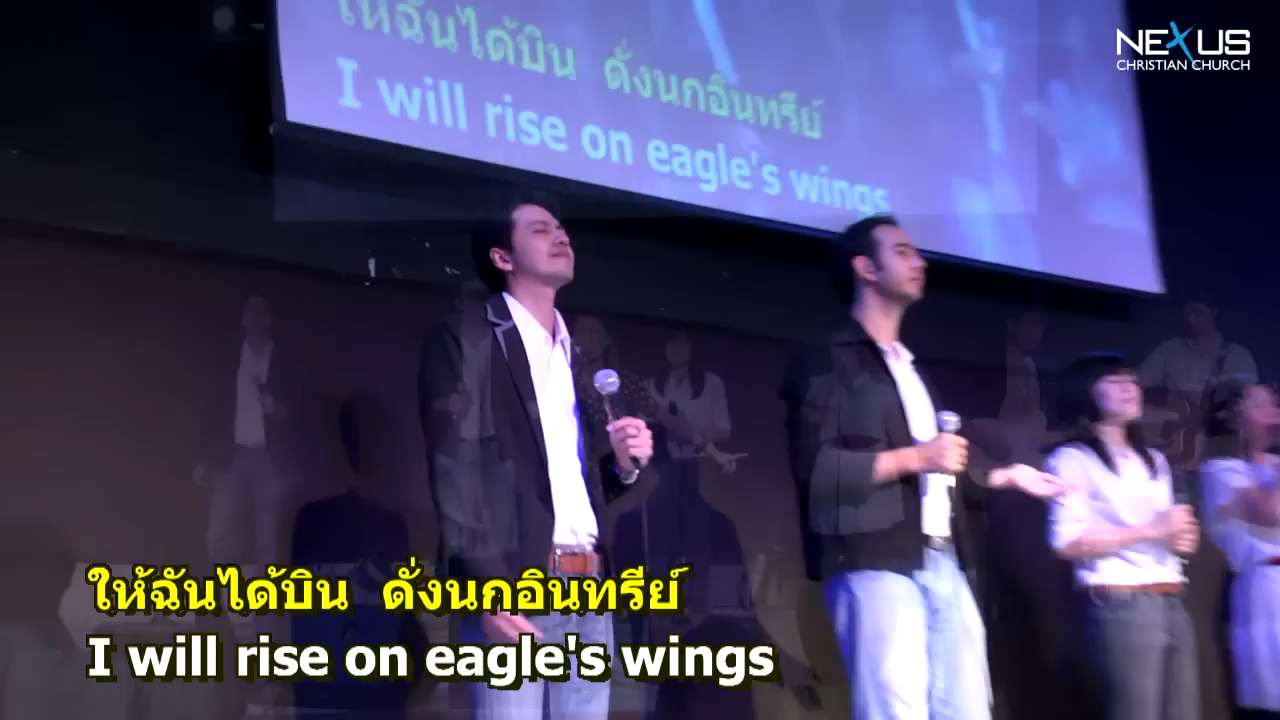 ให้ฉันได้บิน ดั่งนกอินทรีย์
I will rise on eagle's wings
NEXUS
CHRISTIAN CHURCH
ให้ฉันได้บิน ดั่งนกอินทรีย์
I will rise on eagle's wings